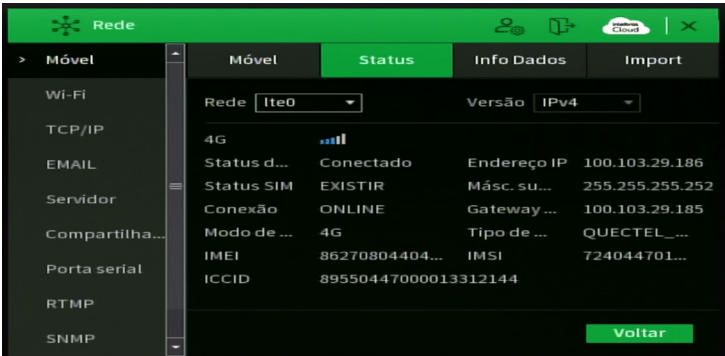 Rede
intelbras Cloud
> Móvel
Wi-Fi
TCP/IP
EMAIL
Servidor
Compartilha...
Porta serial
RTMP
SNMP
Móvel Status Info Dados Import
Rede lte0 Versão IPv4
4G
Status d... Conectado Endereço IP 100.103.29.186
Status SIM EXISTIR Másc. su... 255.255.255.252
Conexão ONLINE Gateway ... 100.103.29.185
Modo de ... 4G Tipo de ... QUECTEL_...
IMEI 86270804404... IMSI 724044701...
ICCID 89550447000013312144
Voltar